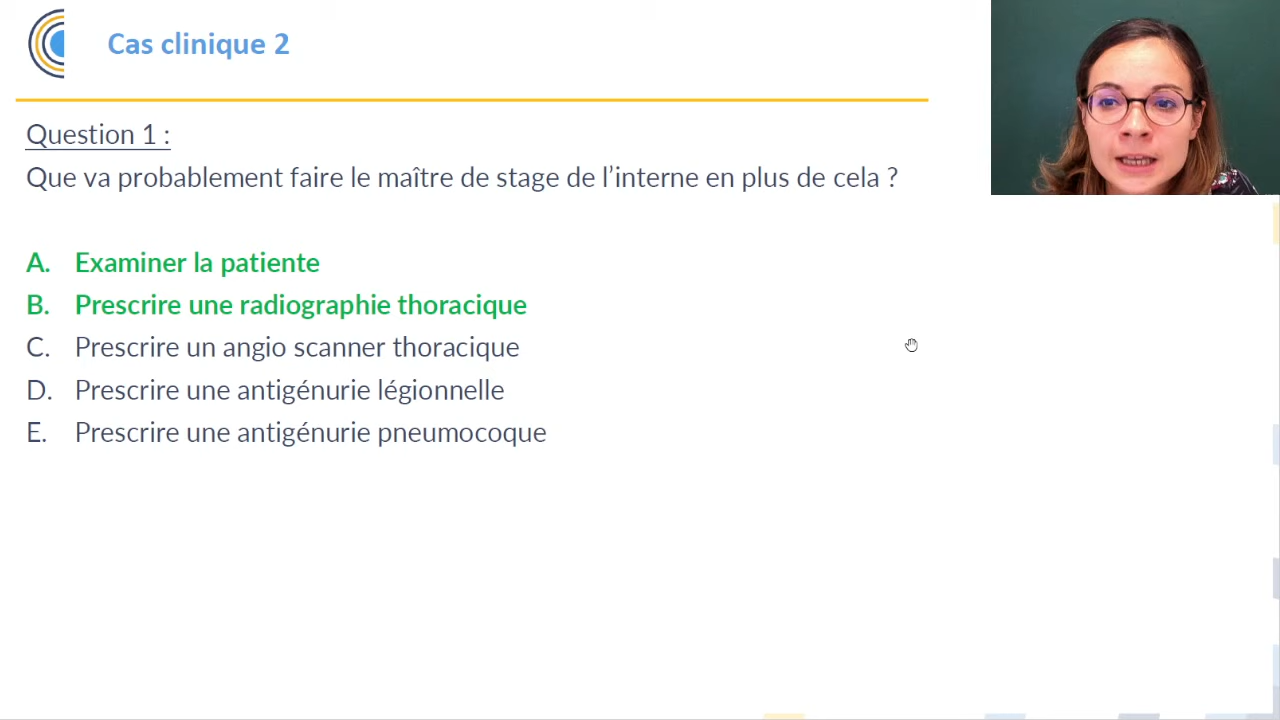 Cas clinique 2
Question 1 :
Que va probablement faire le maître de stage de l’interne en plus de cela ?
A. Examiner la patiente
B. Prescrire une radiographie thoracique
C. Prescrire un angio scanner thoracique
D. Prescrire une antigénurie légionnelle
E. Prescrire une antigénurie pneumocoque